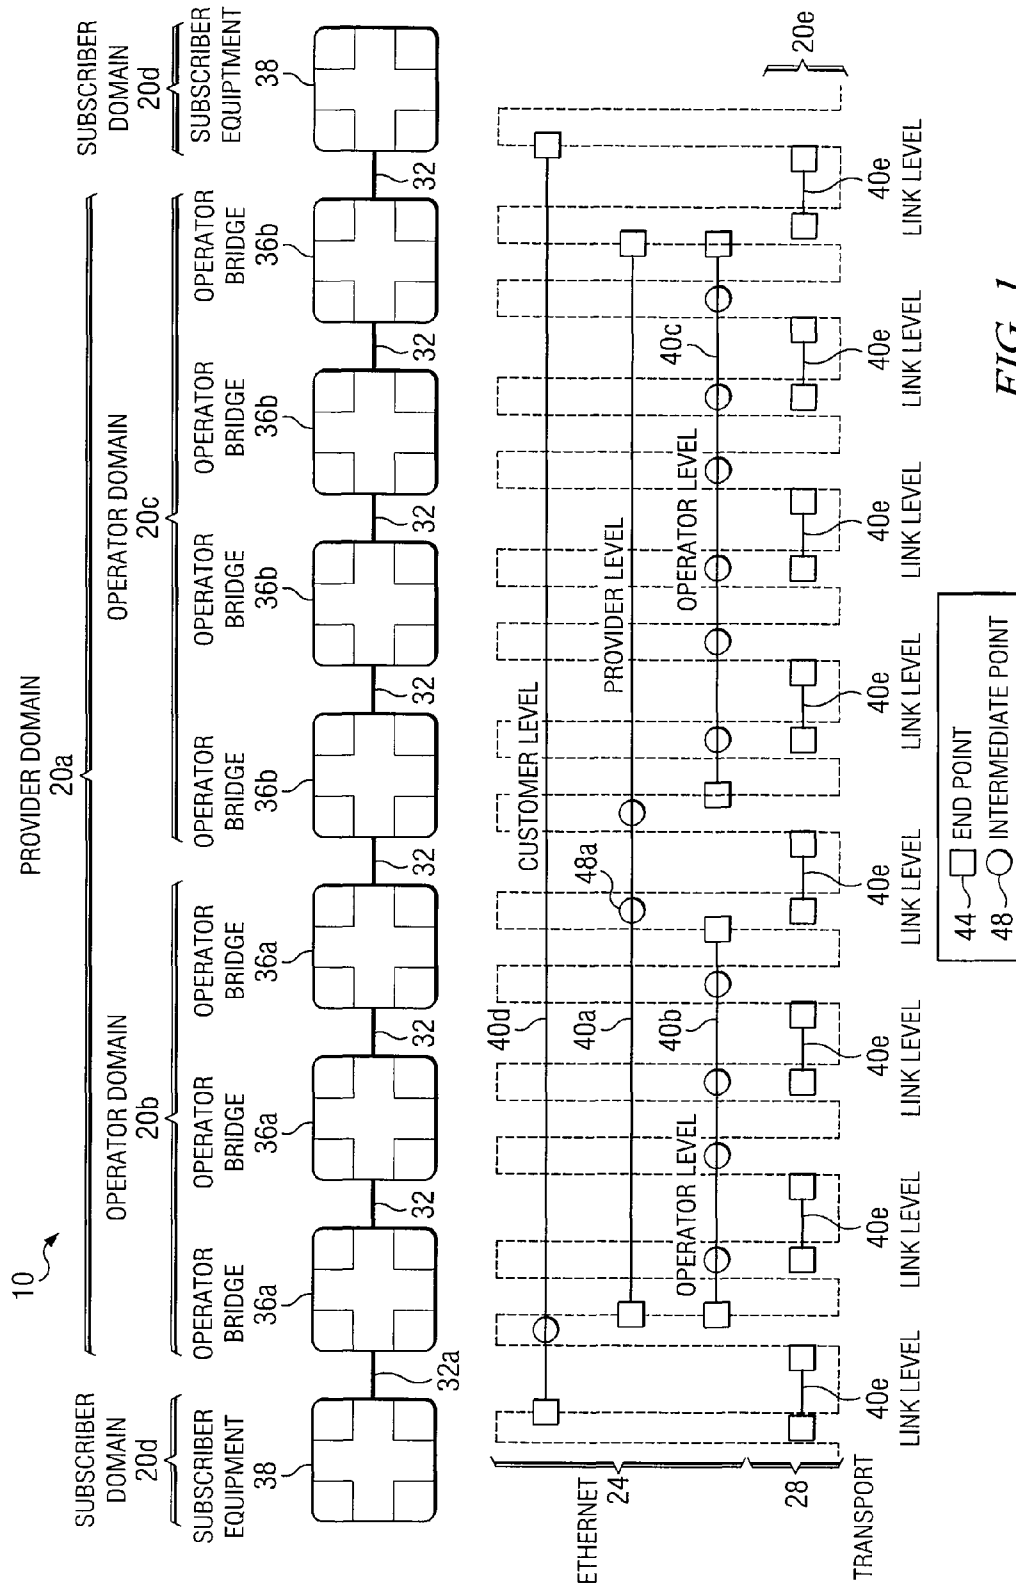 10
PROVIDER DOMAIN
20a
SUBSCRIBER
DOMAIN
20d
OPERATOR DOMAIN
20b
OPERATOR DOMAIN
20c
SUBSCRIBER
DOMAIN
20d
SUBSCRIBER
EQUIPMENT
38
OPERATOR
BRIDGE
36a
OPERATOR
BRIDGE
36a
OPERATOR
BRIDGE
36a
OPERATOR
BRIDGE
36b
OPERATOR
BRIDGE
36b
OPERATOR
BRIDGE
36b
OPERATOR
BRIDGE
36b
SUBSCRIBER
EQUIPTMENT
38
32a
32
32
32
32
32
32
32
ETHERNET
24
40d
CUSTOMER LEVEL
40a
48a
PROVIDER LEVEL
OPERATOR LEVEL
40b
OPERATOR LEVEL
40c
28
TRANSPORT
20e
40e
40e
40e
40e
40e
40e
40e
40e
LINK LEVEL
LINK LEVEL
LINK LEVEL
LINK LEVEL
LINK LEVEL
LINK LEVEL
LINK LEVEL
LINK LEVEL
44 END POINT
48 INTERMEDIATE POINT
FIG. 1